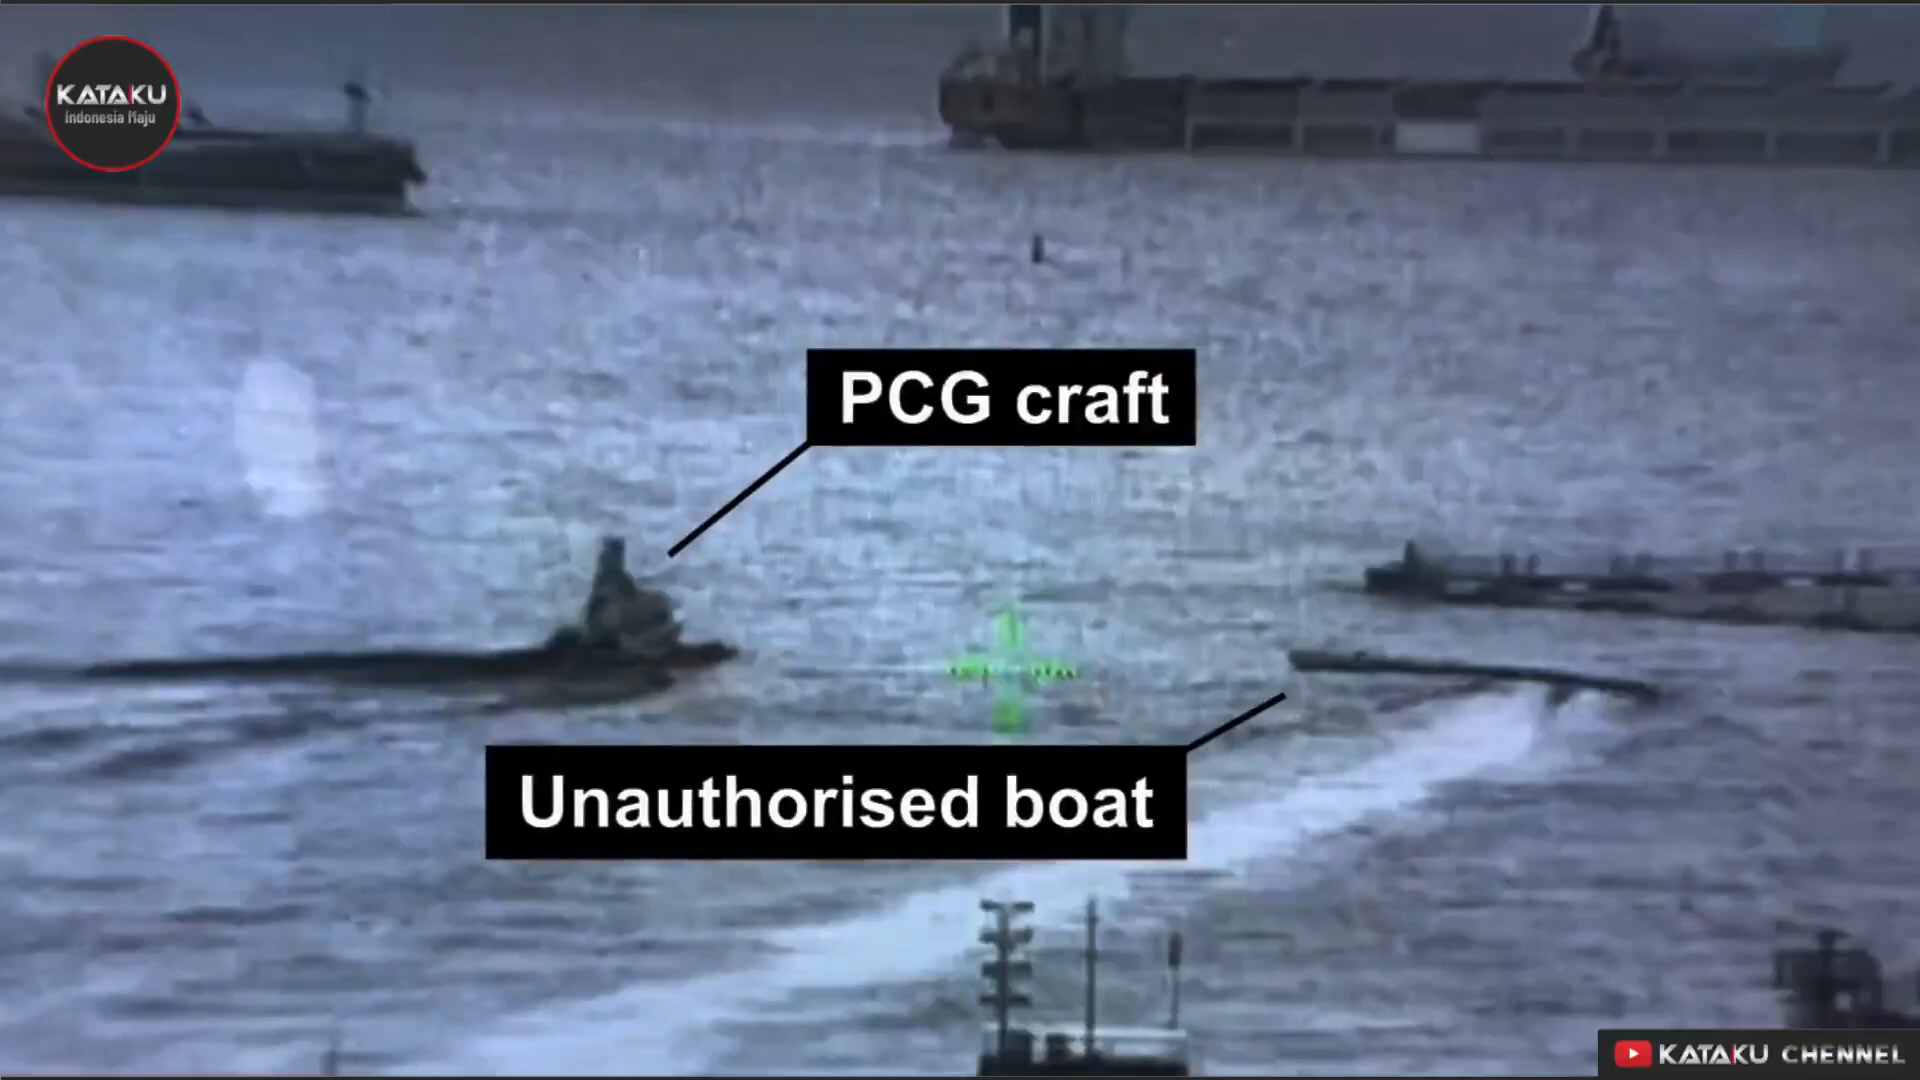 KATAKU
Indonesia Maju
PCG craft
Unauthorised boat
KATAKU CHENNEL